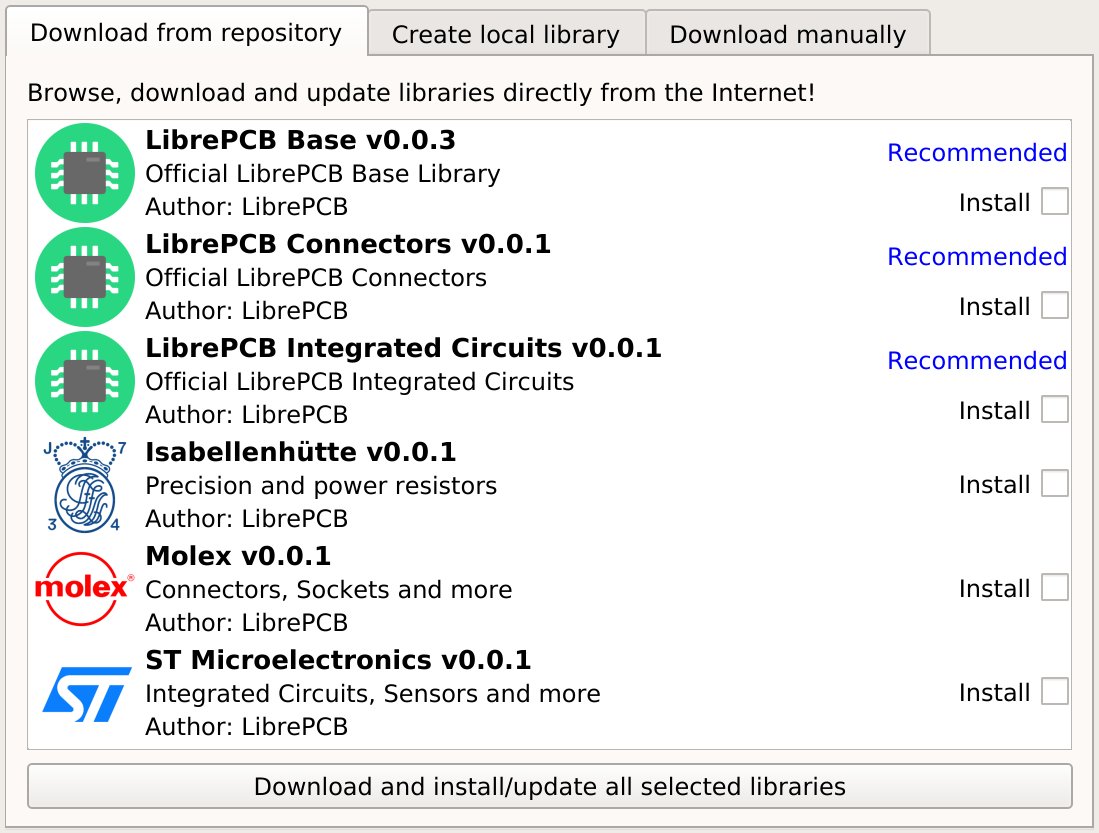 Download from repository
Create local library
Download manually
Browse, download and update libraries directly from the Internet!
LibrePCB Base v0.0.3
Official LibrePCB Base Library
Author: LibrePCB
Recommended
Install
LibrePCB Connectors v0.0.1
Official LibrePCB Connectors
Author: LibrePCB
Recommended
Install
LibrePCB Integrated Circuits v0.0.1
Official LibrePCB Integrated Circuits
Author: LibrePCB
Recommended
Install
J 7
3 4
Isabellenhütte v0.0.1
Precision and power resistors
Author: LibrePCB
Install
molex®
Molex v0.0.1
Connectors, Sockets and more
Author: LibrePCB
Install
ST
ST Microelectronics v0.0.1
Integrated Circuits, Sensors and more
Author: LibrePCB
Install
Download and install/update all selected libraries